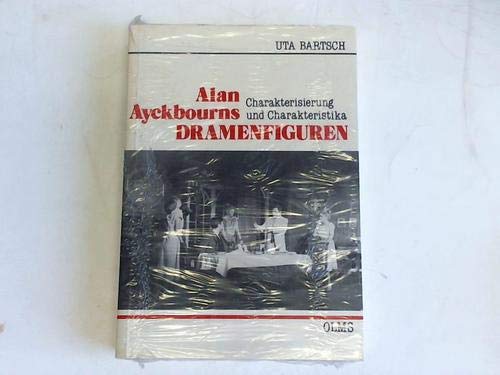 UTA BARTSCH
Alan
Ayckbourns
Charakterisierung
und Charakteristika
DRAMENFIGUREN
OLMS